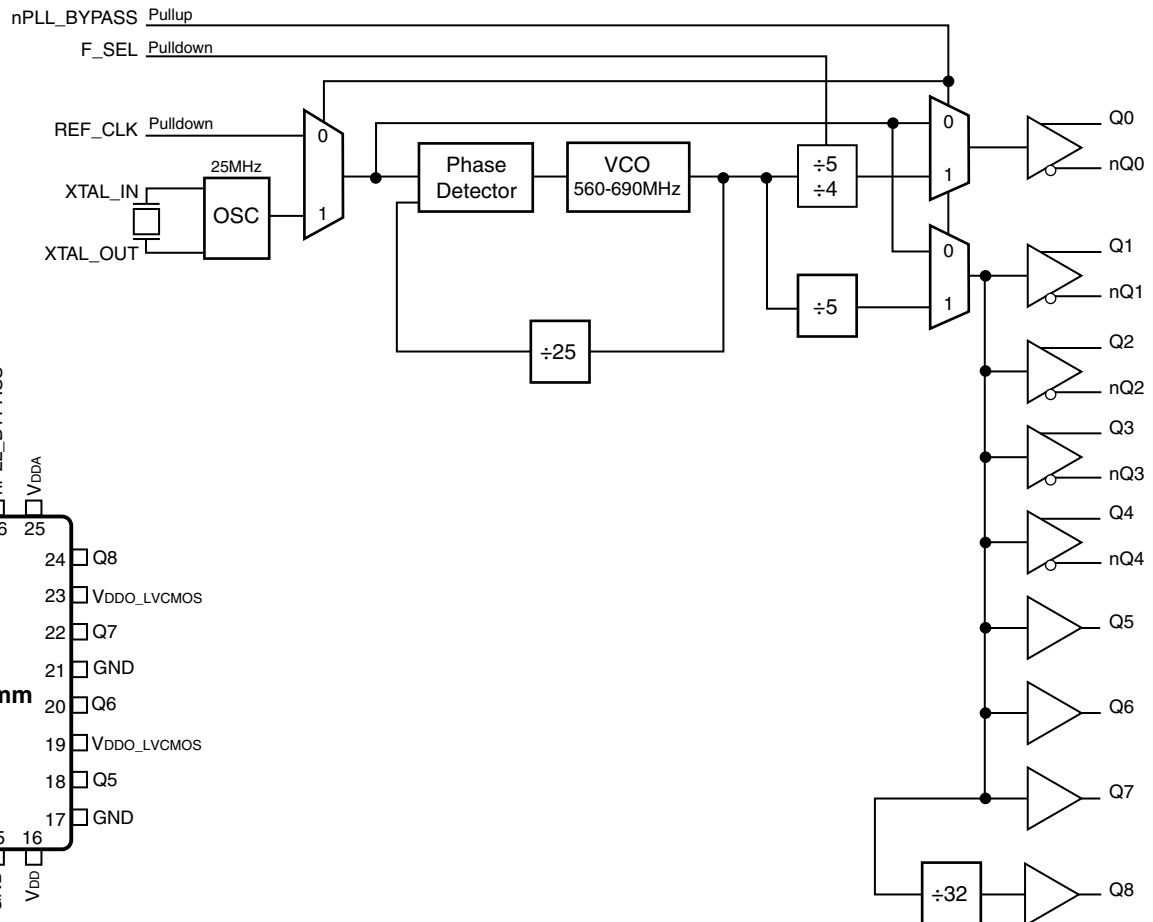 nPLL_BYPASS Pullup
F_SEL Pulldown
REF_CLK Pulldown
0
1
25MHz
XTAL_IN
OSC
XTAL_OUT
Phase
Detector
VCO
560-690MHz
÷5
÷4
÷5
÷25
0
1
0
1
Q0
nQ0
Q1
nQ1
Q2
nQ2
Q3
nQ3
Q4
nQ4
Q5
Q6
Q7
÷32
Q8
VDDA
25
24 Q8
23 VDDO_LVCMOS
22 Q7
21 GND
mm
20 Q6
19 VDDO_LVCMOS
18 Q5
17 GND
16
VDD